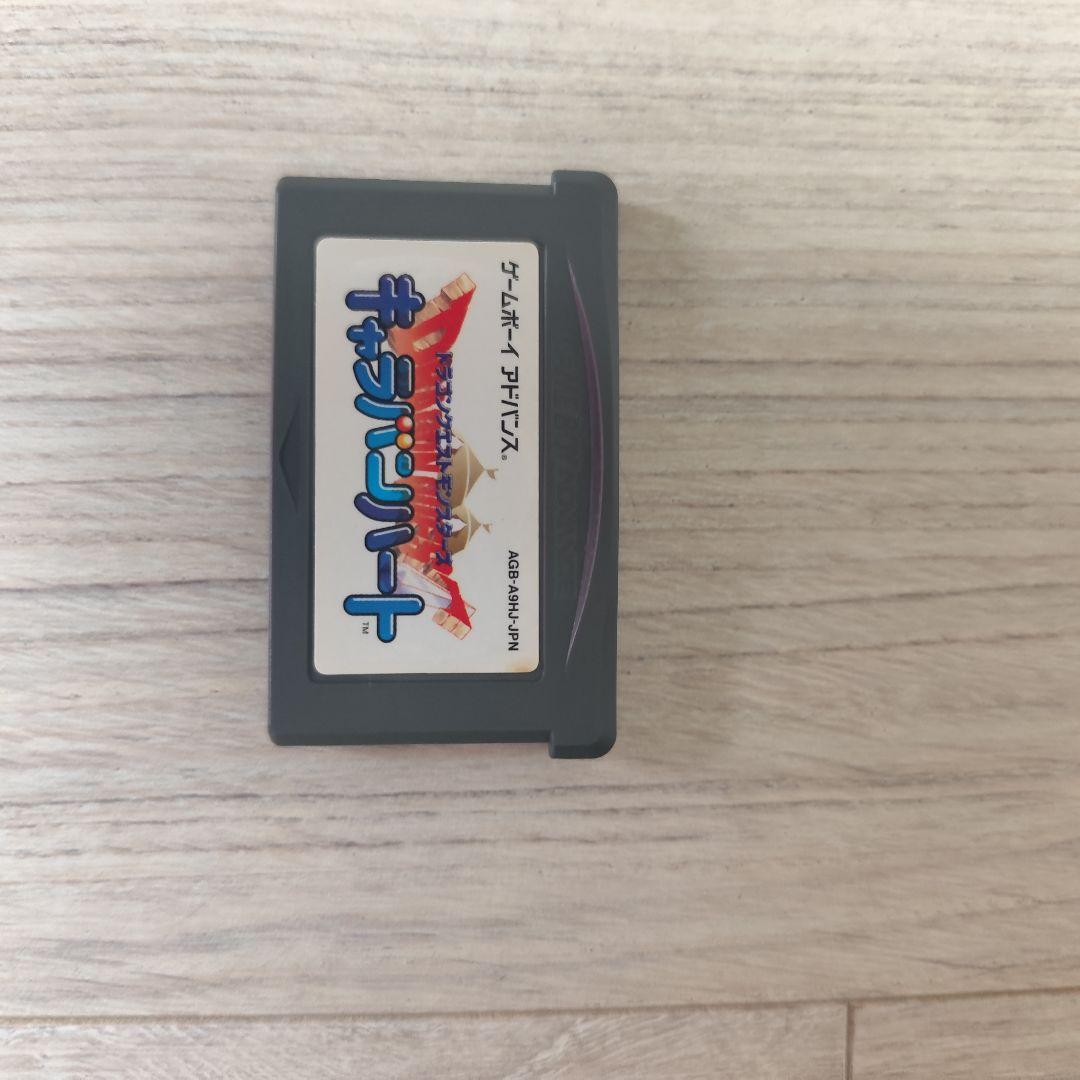 ゲームボーイ アドバンス®
AGB-A9HJ-JPN
ドラゴンクエストモンスターズ
キャラバンハート
TM